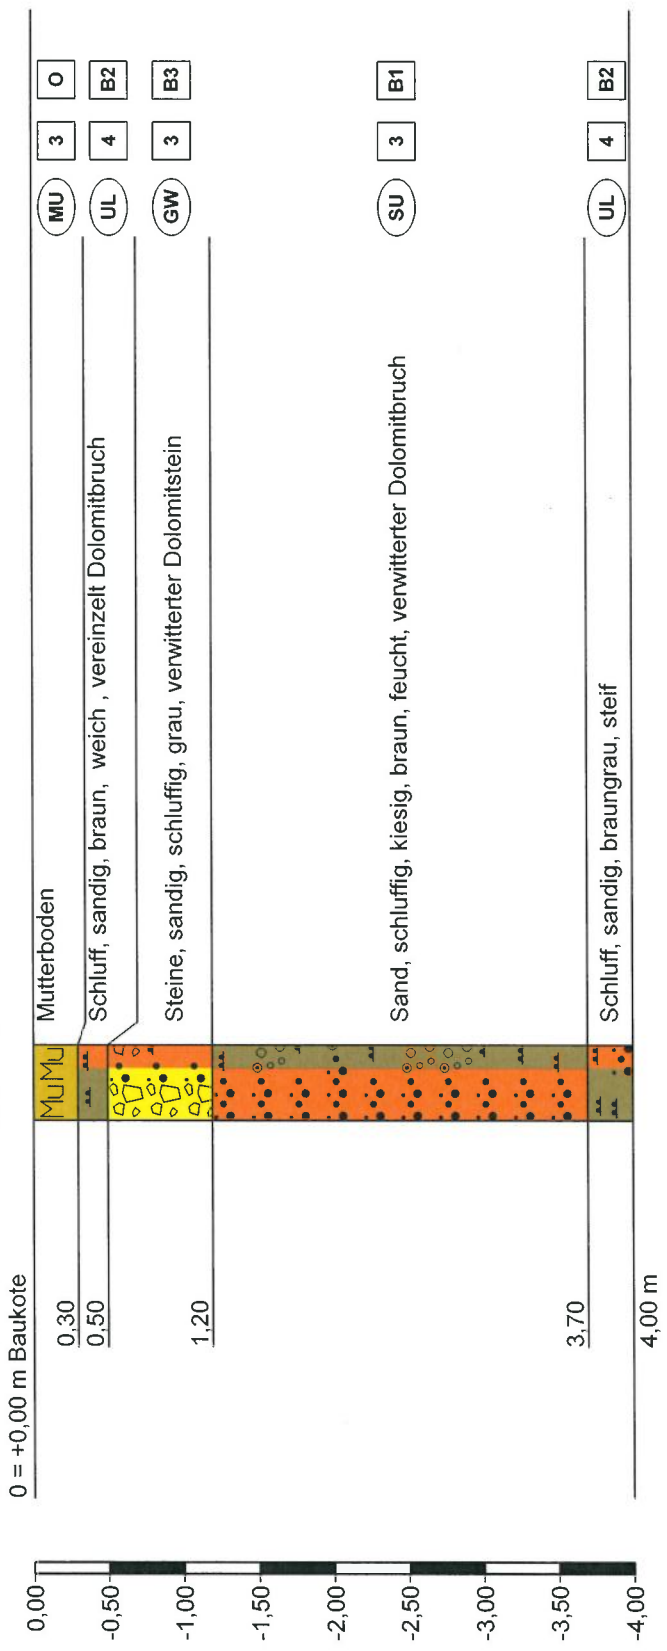 0 = +0,00 m Baukote
0,00
-0,50
-1,00
-1,50
-2,00
-2,50
-3,00
-3,50
-4,00
0,30
0,50
1,20
3,70
4,00 m
MuMu
Mutterboden
MU 3 O
Schluff, sandig, braun, weich , vereinzelt Dolomitbruch
UL 4 B2
Steine, sandig, schluffig, grau, verwitterter Dolomitstein
GW 3 B3
Sand, schluffig, kiesig, braun, feucht, verwitterter Dolomitbruch
SU 3 B1
Schluff, sandig, braungrau, steif
UL 4 B2